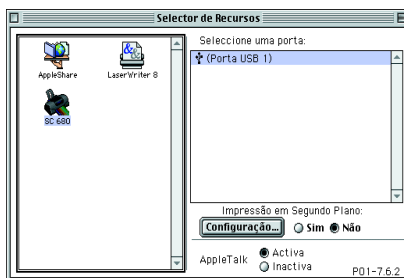 Selector de Recursos
Seleccione uma porta:
(Porta USB 1)
AppleShare
LaserWriter 8
SC 680
Impressão em Segundo Plano:
Configuração... Sim Não
AppleTalk Activa
Inactiva
P01-7.6.2